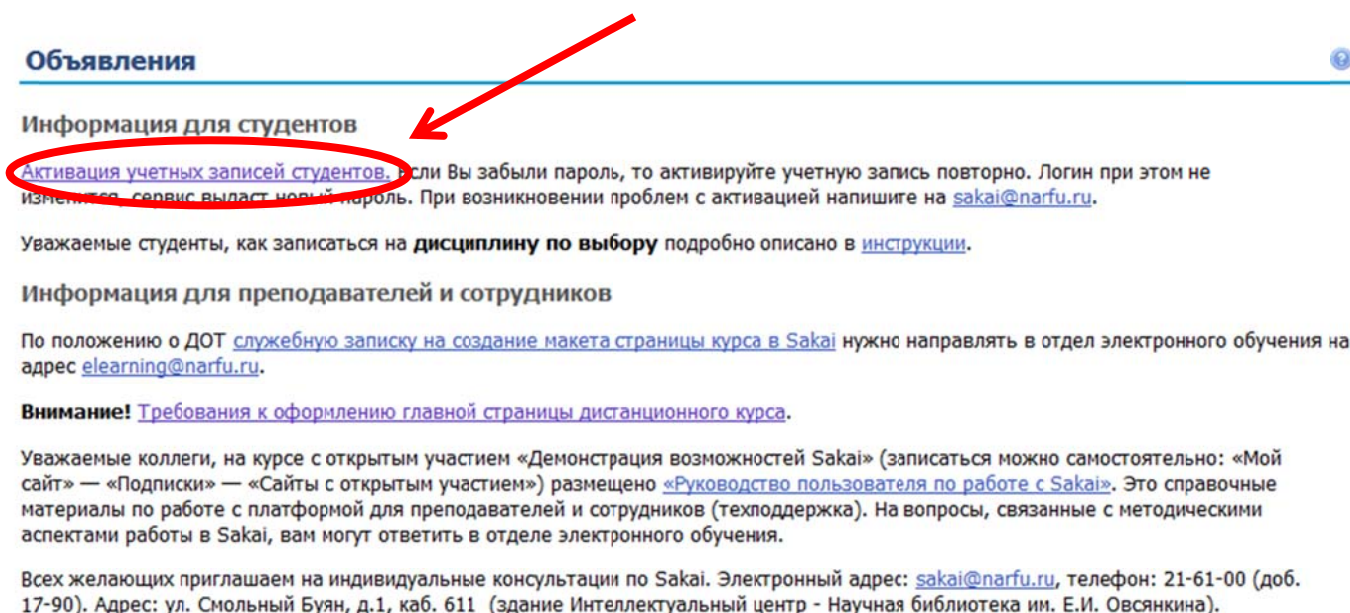 Объявления
Информация для студентов
Активация учетных записей студентов. Если Вы забыли пароль, то активируйте учетную запись повторно. Логин при этом не
изменится, сервис выдаст новый пароль. При возникновении проблем с активацией напишите на sakai@narfu.ru.
Уважаемые студенты, как записаться на дисциплину по выбору подробно описано в инструкции.
Информация для преподавателей и сотрудников
По положению о ДОТ служебную записку на создание макета страницы курса в Sakai нужно направлять в отдел электронного обучения на
адрес elearning@narfu.ru.
Внимание! Требования к оформлению главной страницы дистанционного курса.
Уважаемые коллеги, на курсе с открытым участием «Демонстрация возможностей Sakai» (записаться можно самостоятельно: «Мой
сайт» — «Подписки» — «Сайты с открытым участием») размещено «Руководство пользователя по работе с Sakai». Это справочные
материалы по работе с платформой для преподавателей и сотрудников (техподдержка). На вопросы, связанные с методическими
аспектами работы в Sakai, вам могут ответить в отделе электронного обучения.
Всех желающих приглашаем на индивидуальные консультации по Sakai. Электронный адрес: sakai@narfu.ru, телефон: 21-61-00 (доб.
17-90). Адрес: ул. Смольный Буян, д.1, каб. 611 (здание Интеллектуальный центр - Научная библиотека им. Е.И. Овсянкина).